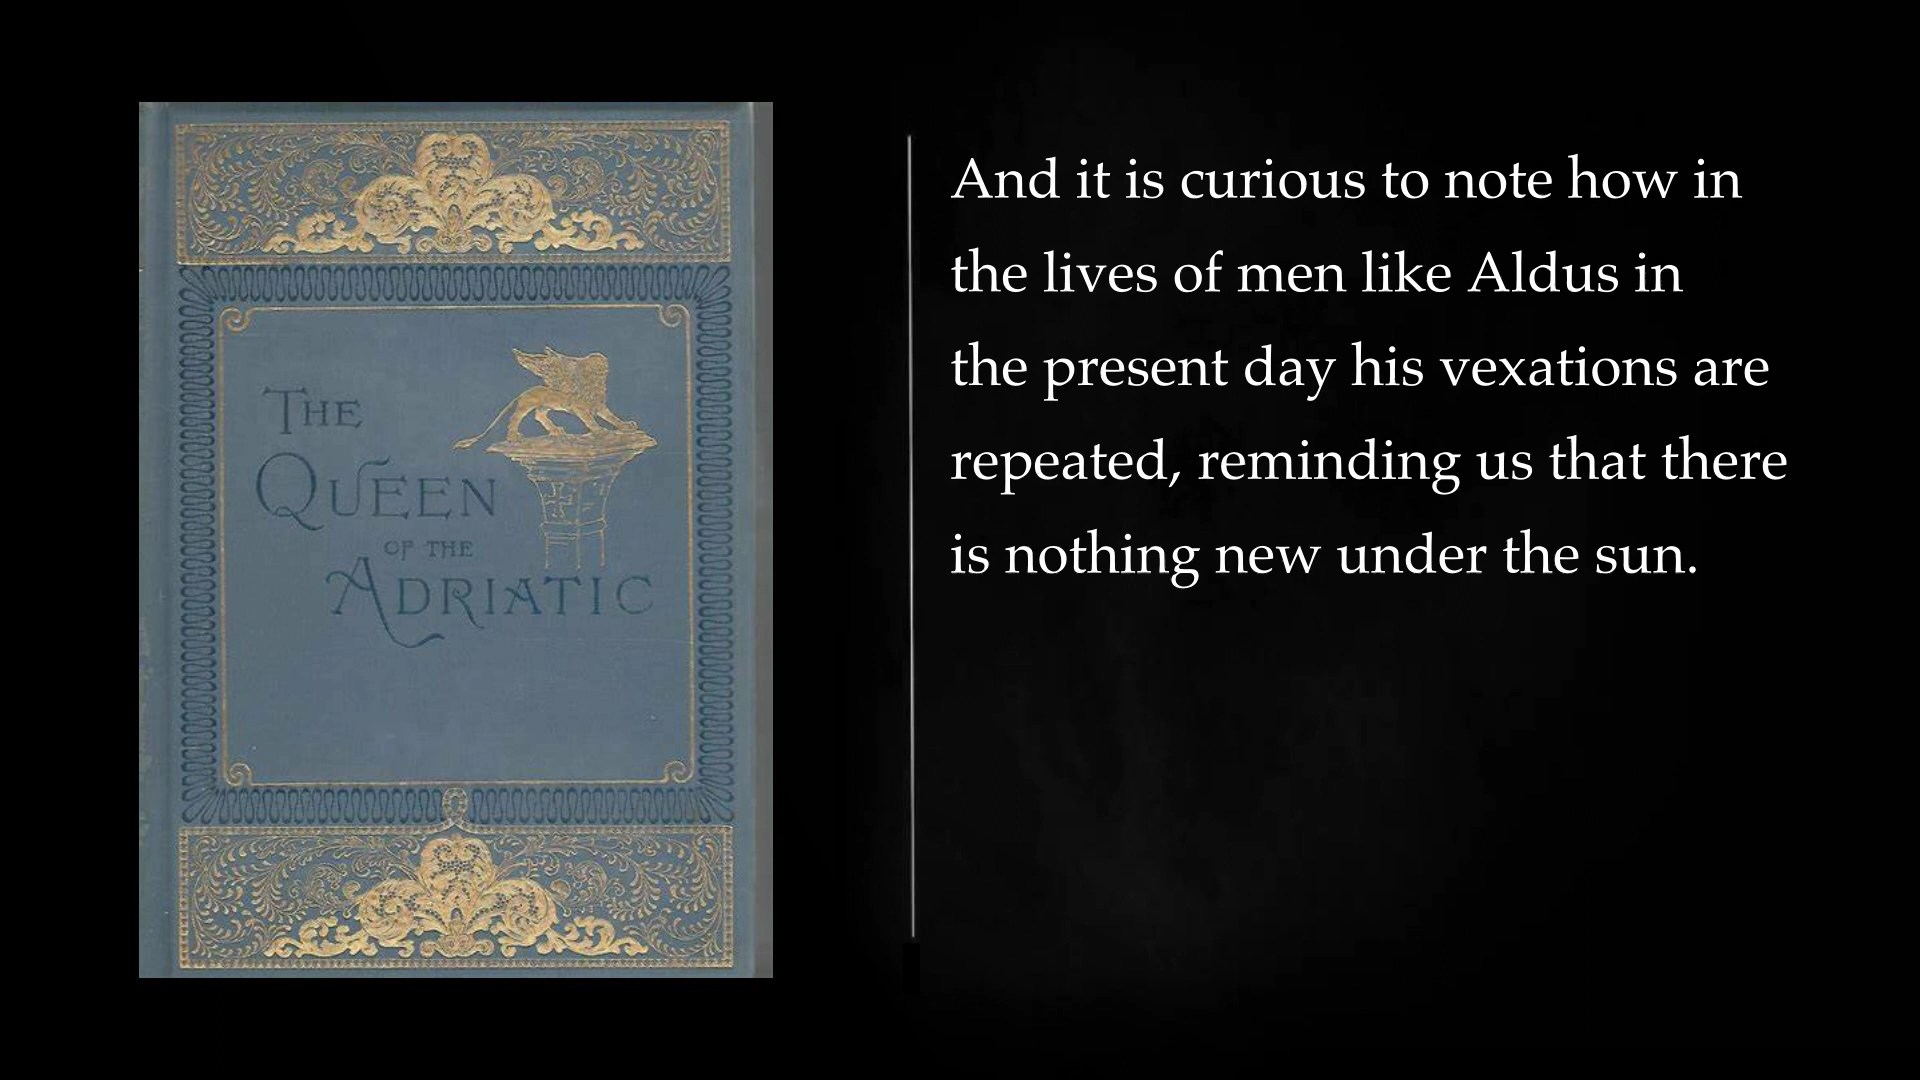 THE
QUEEN
OF THE
ADRIATIC
And it is curious to note how in
the lives of men like Aldus in
the present day his vexations are
repeated, reminding us that there
is nothing new under the sun.